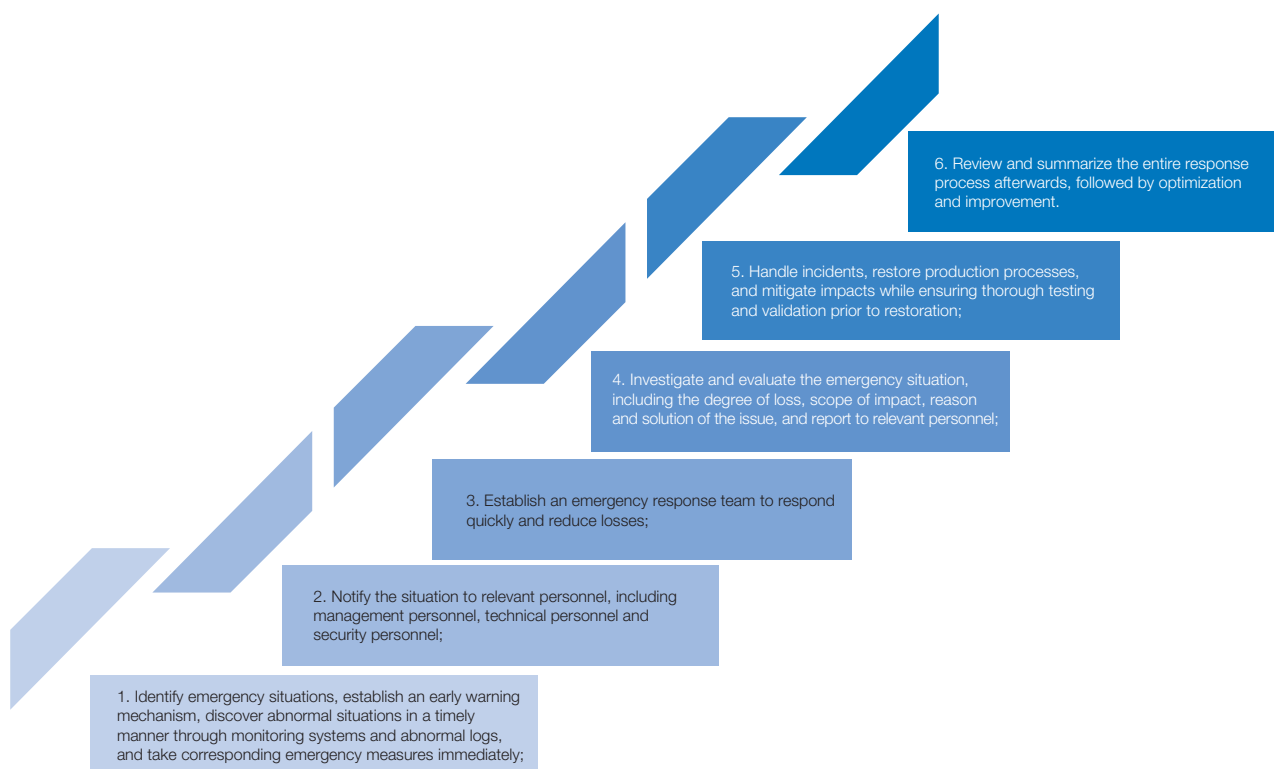 6. Review and summarize the entire response
process afterwards, followed by optimization
and improvement.
5. Handle incidents, restore production processes,
and mitigate impacts while ensuring thorough testing
and validation prior to restoration;
4. Investigate and evaluate the emergency situation,
including the degree of loss, scope of impact, reason
and solution of the issue, and report to relevant personnel;
3. Establish an emergency response team to respond
quickly and reduce losses;
2. Notify the situation to relevant personnel, including
management personnel, technical personnel and
security personnel;
1. Identify emergency situations, establish an early warning
mechanism, discover abnormal situations in a timely
manner through monitoring systems and abnormal logs,
and take corresponding emergency measures immediately;